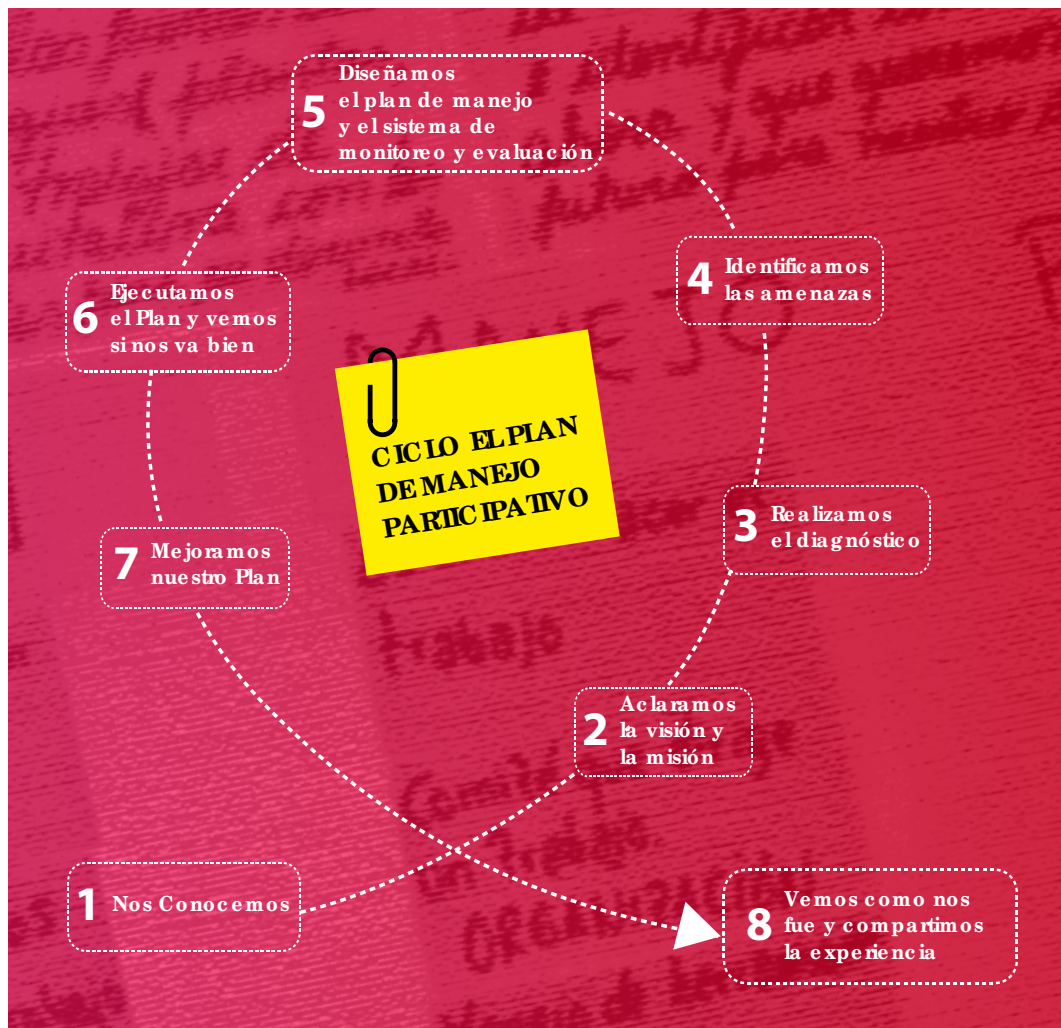 5
Diseñamos
el plan de manejo
y el sistema de
monitoreo y evaluación
4
Identificamos
las amenazas
6
Ejecutamos
el Plan y vemos
si nos va bien
CICLO EL PLAN
DE MANEJO
PARTICIPATIVO
3
Realizamos
el diagnóstico
7
Mejoramos
nuestro Plan
trabajo
2
Aclaramos
la visión y
la misión
1
Nos Conocemos
8
Vemos como nos
fue y compartimos
la experiencia